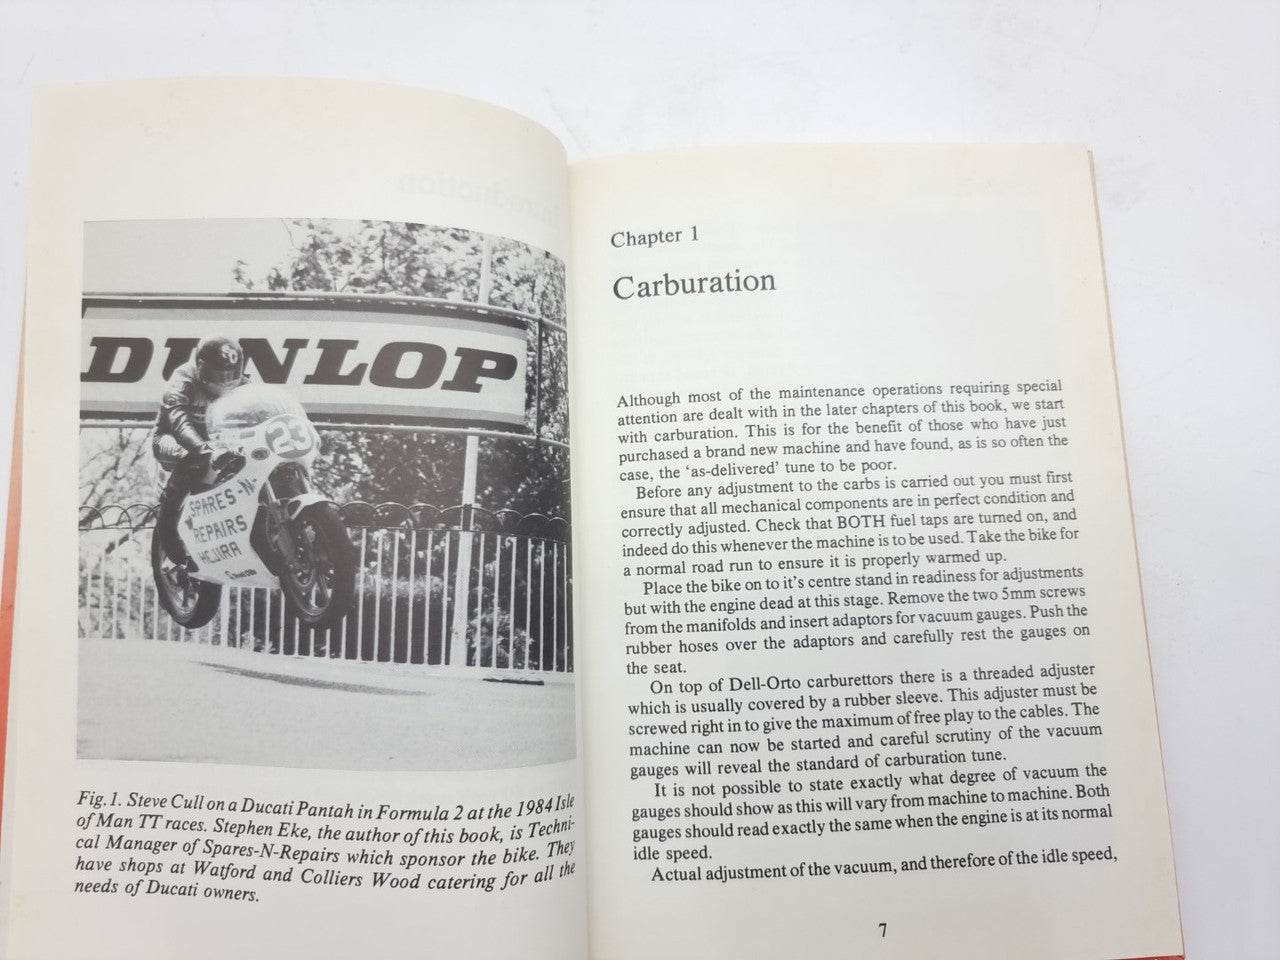 Introduction
DUNLOP
23
SPARES-N-
REPAIRS
HEJIRA
Fig.1. Steve Cull on a Ducati Pantah in Formula 2 at the 1984 Isle
of Man TT races. Stephen Eke, the author of this book, is Techni-
cal Manager of Spares-N-Repairs which sponsor the bike. They
have shops at Watford and Colliers Wood catering for all the
needs of Ducati owners.
Chapter 1
Carburation
Although most of the maintenance operations requiring special
attention are dealt with in the later chapters of this book, we start
with carburation. This is for the benefit of those who have just
purchased a brand new machine and have found, as is so often the
case, the ‘as-delivered’ tune to be poor.
Before any adjustment to the carbs is carried out you must first
ensure that all mechanical components are in perfect condition and
correctly adjusted. Check that BOTH fuel taps are turned on, and
indeed do this whenever the machine is to be used. Take the bike for
a normal road run to ensure it is properly warmed up.
Place the bike on to it's centre stand in readiness for adjustments
but with the engine dead at this stage. Remove the two 5mm screws
from the manifolds and insert adaptors for vacuum gauges. Push the
rubber hoses over the adaptors and carefully rest the gauges on
the seat.
On top of Dell-Orto carburettors there is a threaded adjuster
which is usually covered by a rubber sleeve. This adjuster must be
screwed right in to give the maximum of free play to the cables. The
machine can now be started and careful scrutiny of the vacuum
gauges will reveal the standard of carburation tune.
It is not possible to state exactly what degree of vacuum the
gauges should show as this will vary from machine to machine. Both
gauges should read exactly the same when the engine is at its normal
idle speed.
Actual adjustment of the vacuum, and therefore of the idle speed,
7